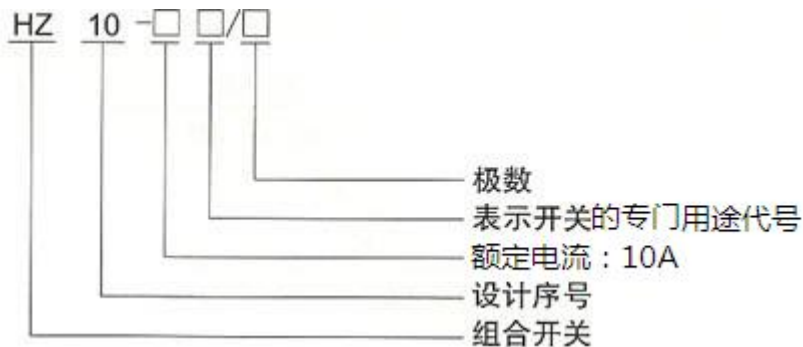 HZ 10 -□ □/□
极数
表示开关的专门用途代号
额定电流：10A
设计序号
组合开关